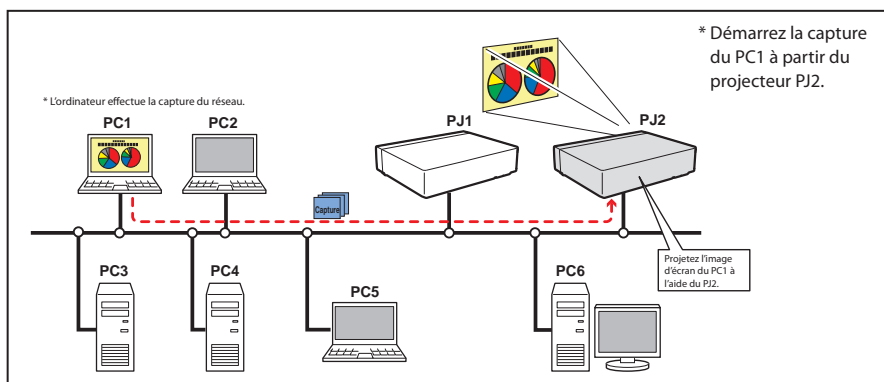 * Démarrez la capture
du PC1 à partir du
projecteur PJ2.
* L'ordinateur effectue la capture du réseau.
PC1
PC2
PJ1
PJ2
Capture
Projetez l'image
d'écran du PC1 à
l'aide du PJ2.
PC3
PC4
PC5
PC6